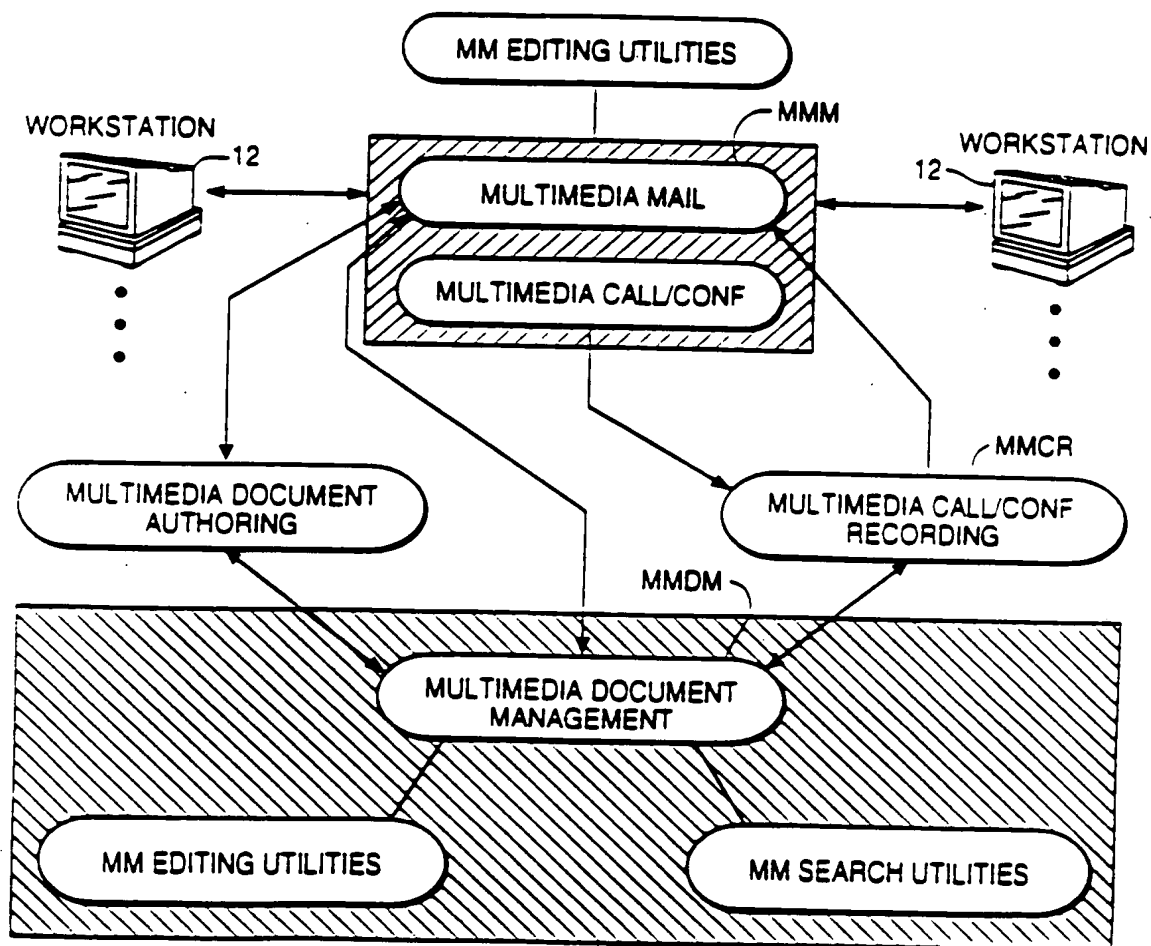 MM EDITING UTILITIES
MMM
WORKSTATION
12
WORKSTATION
12
MULTIMEDIA MAIL
MULTIMEDIA CALL/CONF
MMCR
MULTIMEDIA DOCUMENT
AUTHORING
MULTIMEDIA CALL/CONF
RECORDING
MMDM
MULTIMEDIA DOCUMENT
MANAGEMENT
MM EDITING UTILITIES
MM SEARCH UTILITIES